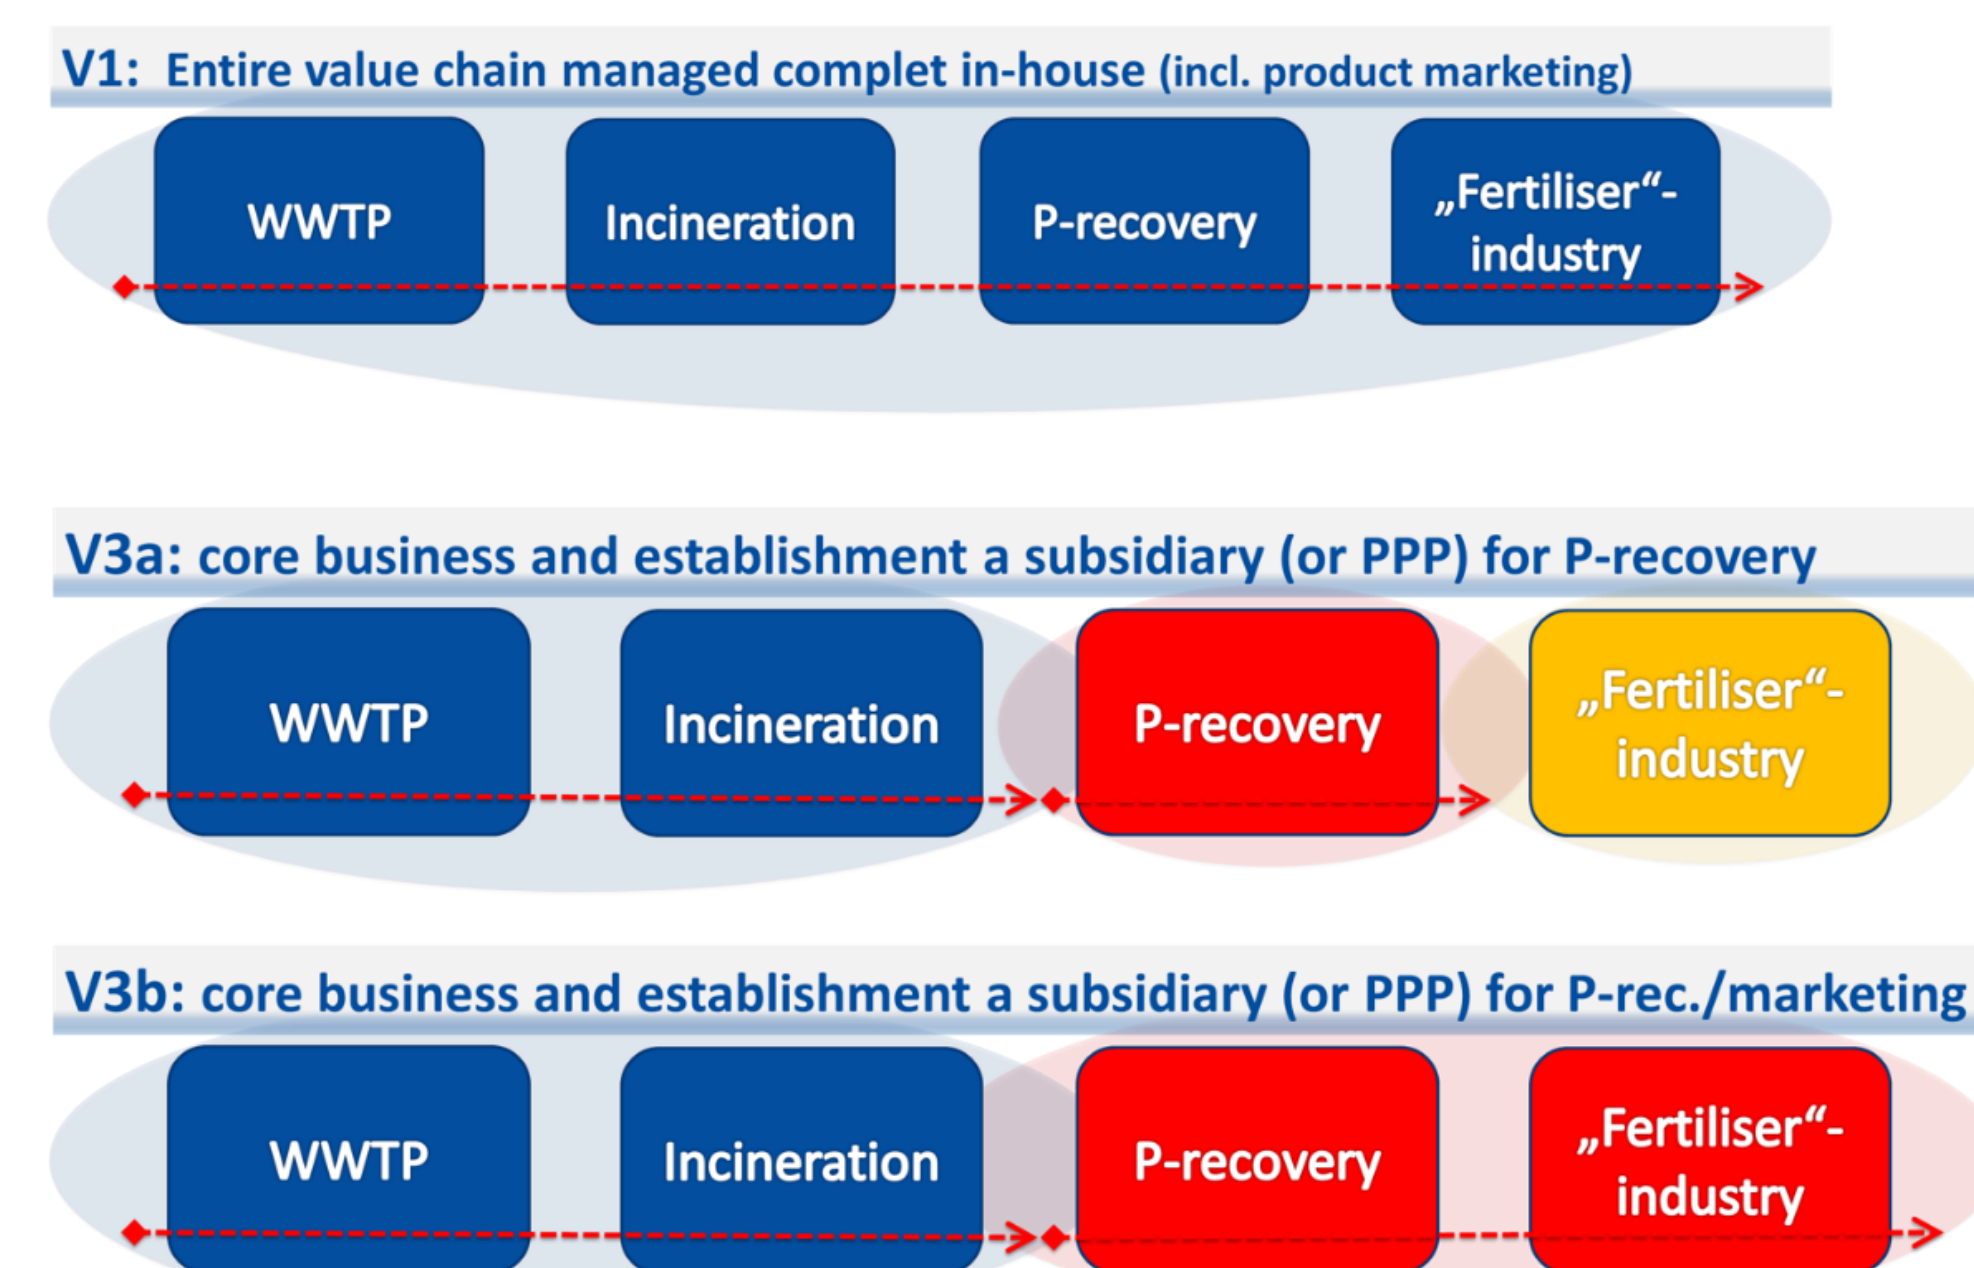 V1: Entire value chain managed complet in-house (incl. product marketing)
WWTP
Incineration
P-recovery
„Fertiliser“-
industry
V3a: core business and establishment a subsidiary (or PPP) for P-recovery
WWTP
Incineration
P-recovery
„Fertiliser“-
industry
V3b: core business and establishment a subsidiary (or PPP) for P-rec./marketing
WWTP
Incineration
P-recovery
„Fertiliser“-
industry